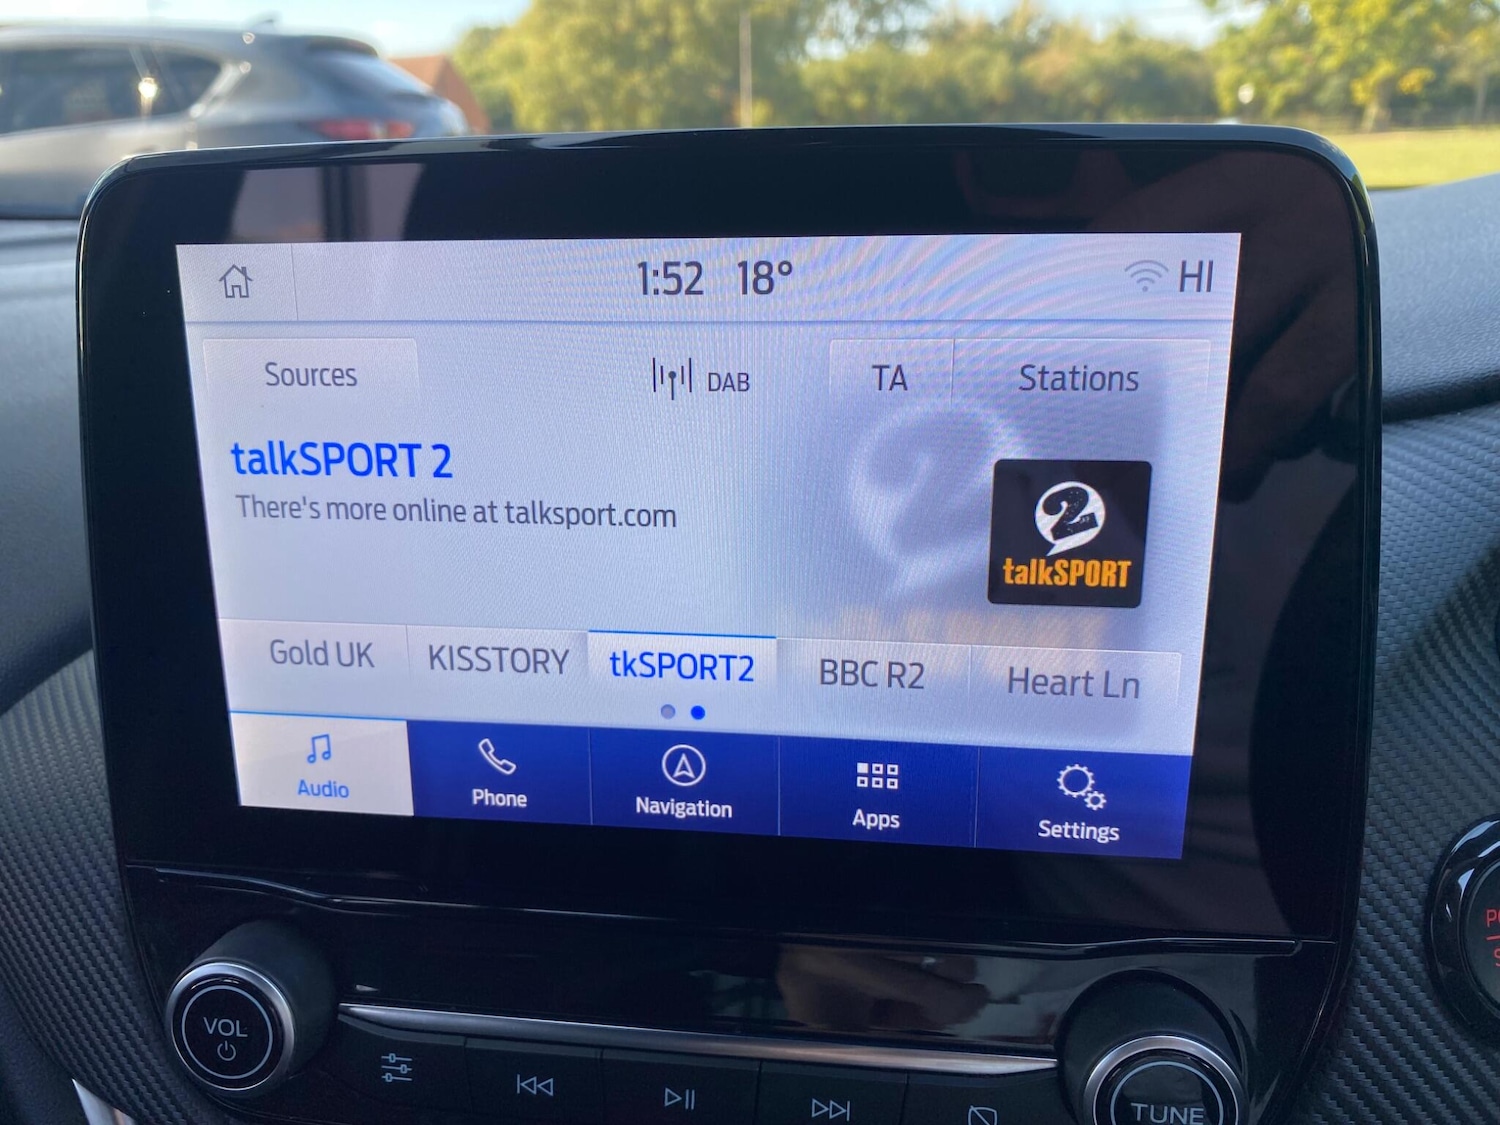 1:52 18° HI
Sources DAB TA Stations
talkSPORT 2
There's more online at talksport.com
2
talkSPORT
Gold UK KISSTORY tkSPORT2 BBC R2 Heart Ln
Audio Phone Navigation Apps Settings
VOL
TUNE